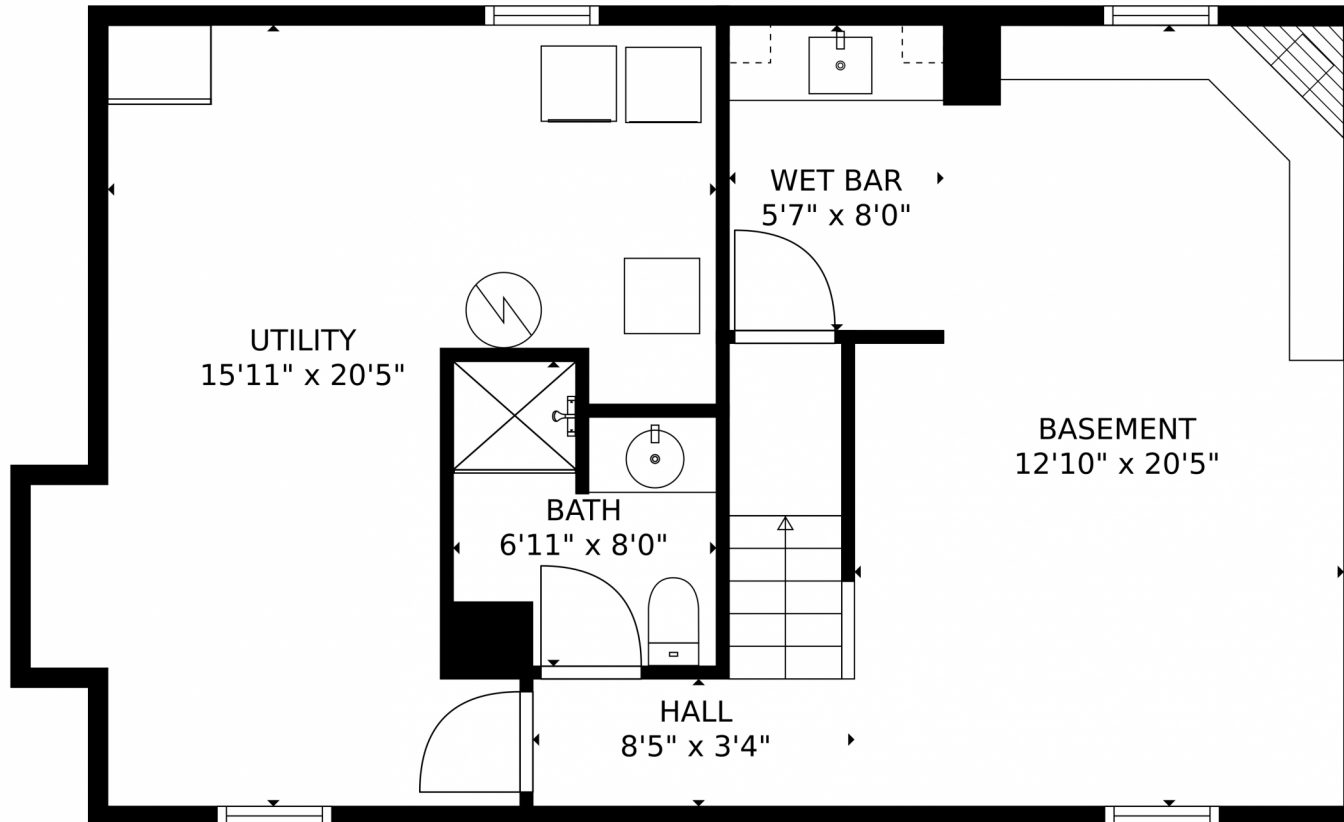 WET BAR
5'7" x 8'0"
UTILITY
15'11" x 20'5"
BASEMENT
12'10" x 20'5"
BATH
6'11" x 8'0"
HALL
8'5" x 3'4"